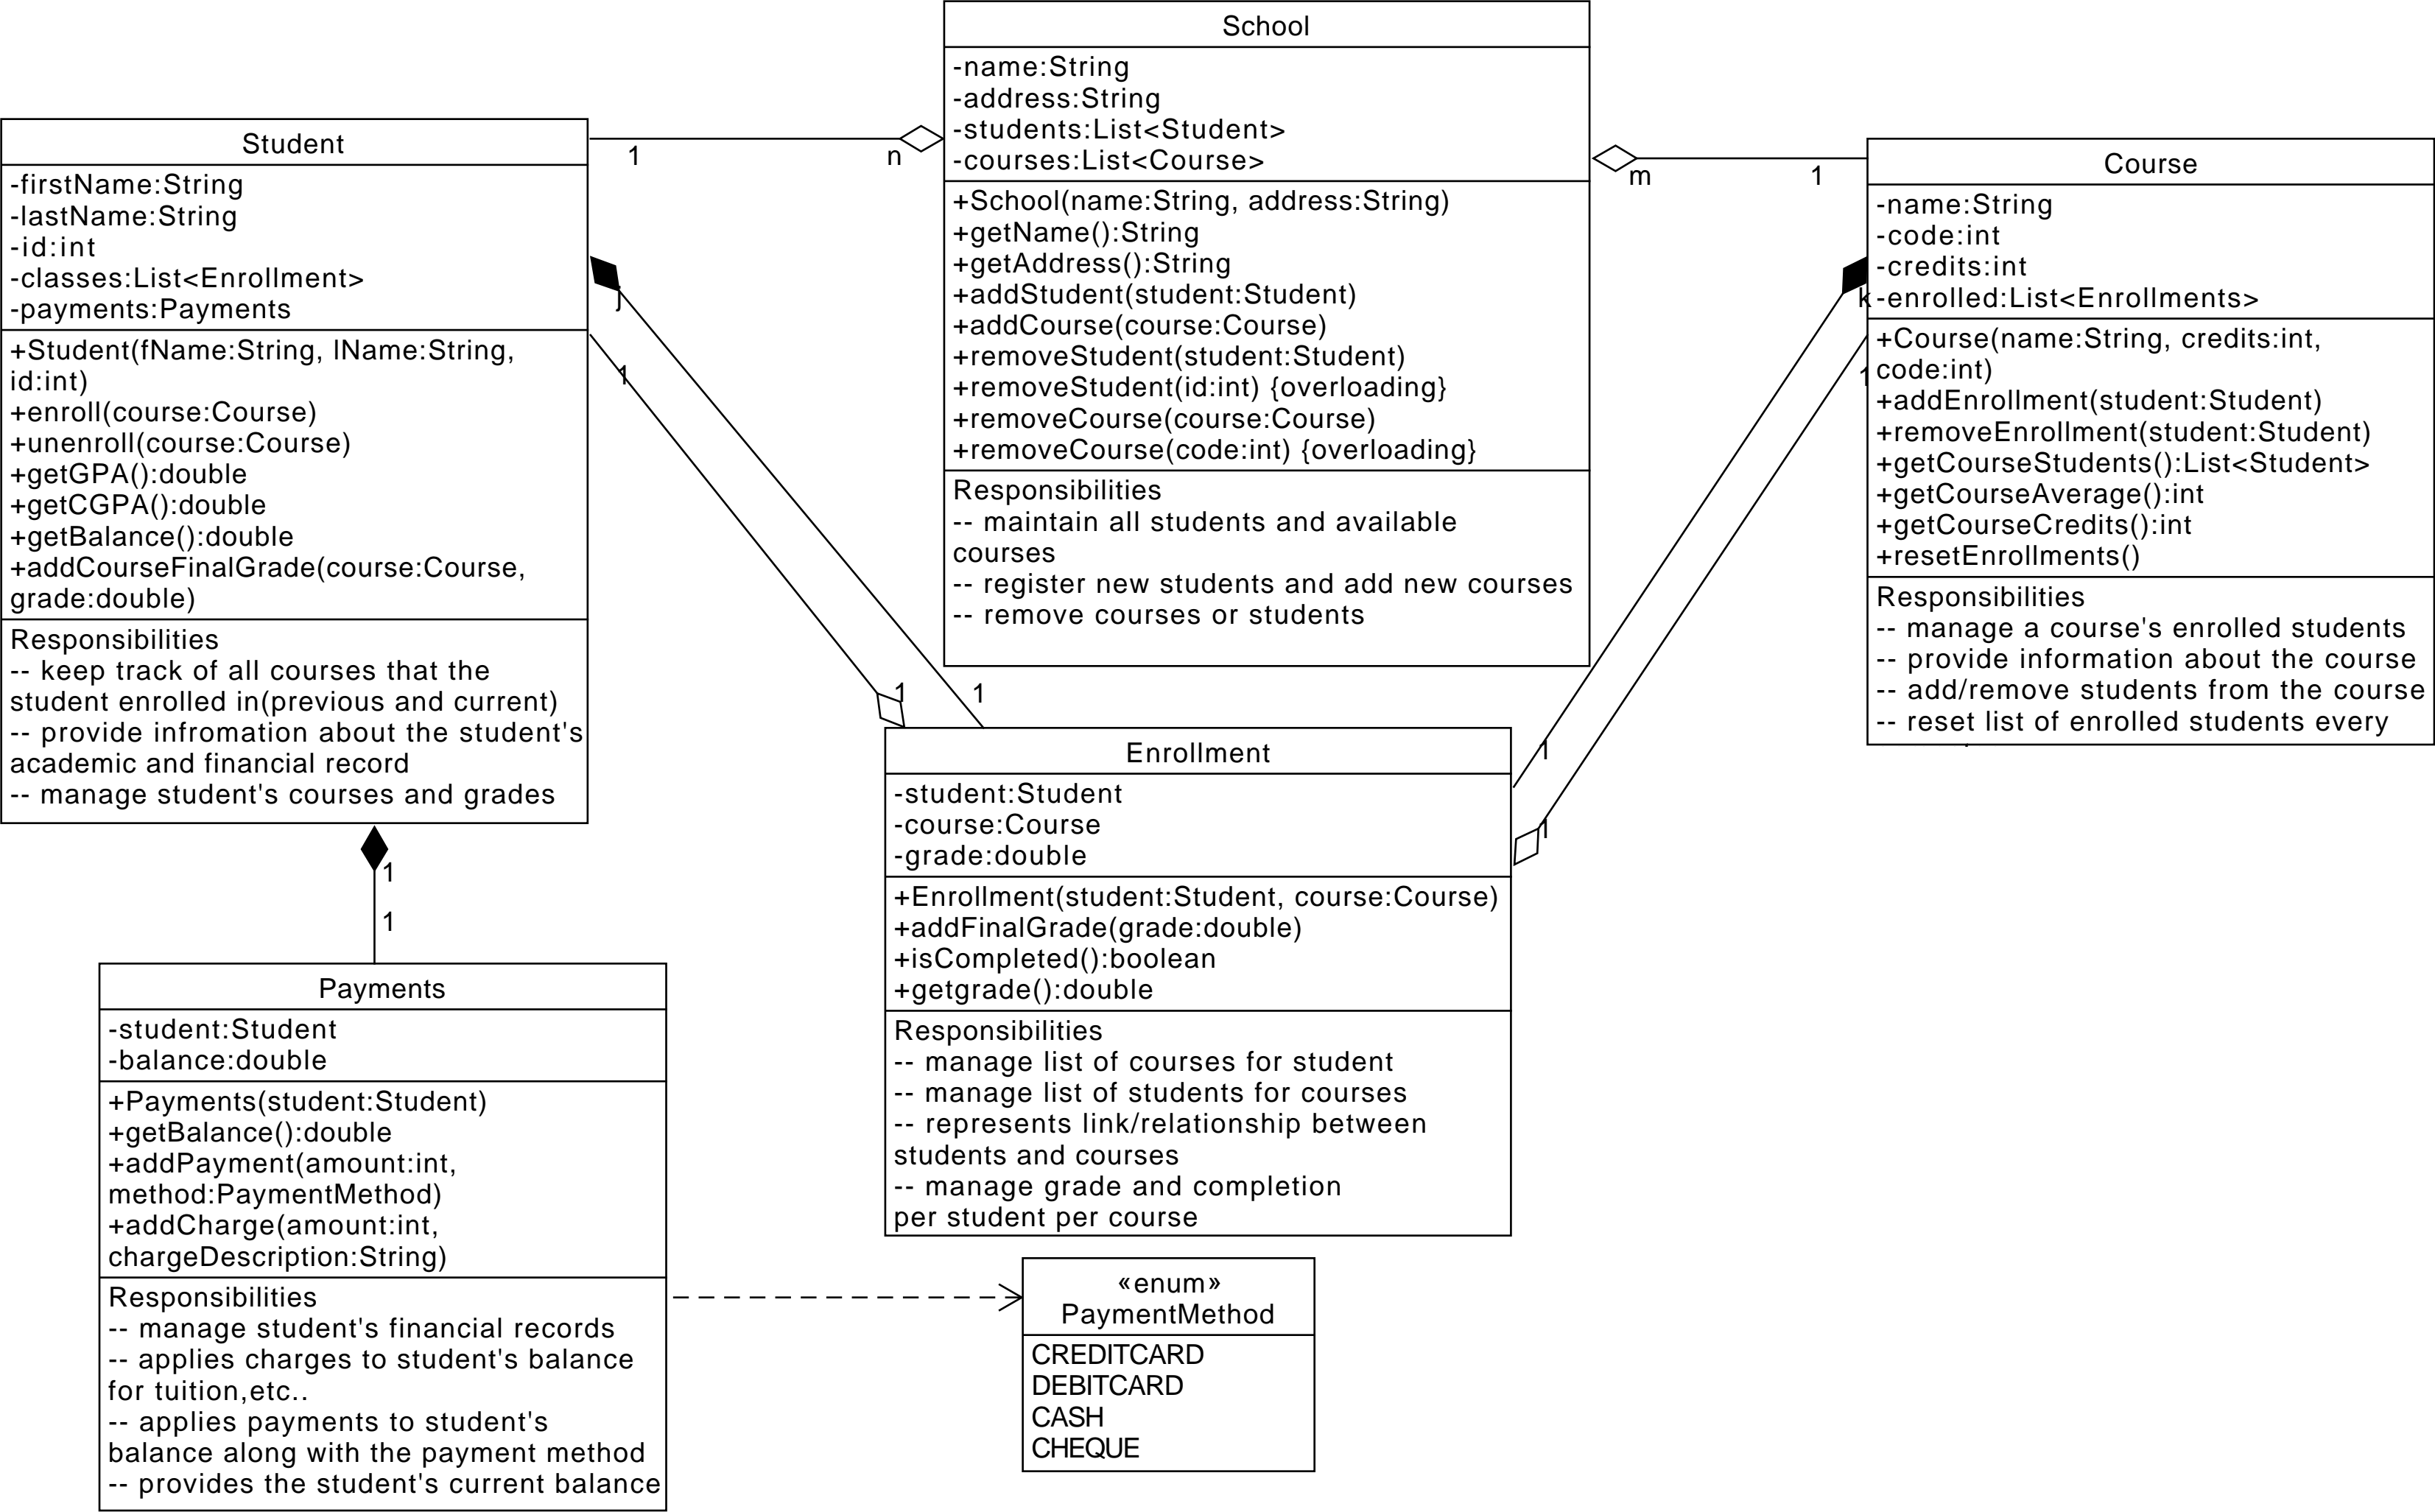 School
-name:String
-address:String
-students:List<Student>
-courses:List<Course>
+School(name:String, address:String)
+getName():String
+getAddress():String
+addStudent(student:Student)
+addCourse(course:Course)
+removeStudent(student:Student)
+removeStudent(id:int) {overloading}
+removeCourse(course:Course)
+removeCourse(code:int) {overloading}
Responsibilities
-- maintain all students and available
courses
-- register new students and add new courses
-- remove courses or students
Student
-firstName:String
-lastName:String
-id:int
-classes:List<Enrollment>
-payments:Payments
+Student(fName:String, lName:String,
id:int)
+enroll(course:Course)
+unenroll(course:Course)
+getGPA():double
+getCGPA():double
+getBalance():double
+addCourseFinalGrade(course:Course,
grade:double)
Responsibilities
-- keep track of all courses that the
student enrolled in(previous and current)
-- provide infromation about the student's
academic and financial record
-- manage student's courses and grades
1
n
m
1
j
1
1
1
k
1
1
1
1
1
Course
-name:String
-code:int
-credits:int
-enrolled:List<Enrollments>
+Course(name:String, credits:int,
code:int)
+addEnrollment(student:Student)
+removeEnrollment(student:Student)
+getCourseStudents():List<Student>
+getCourseAverage():int
+getCourseCredits():int
+resetEnrollments()
Responsibilities
-- manage a course's enrolled students
-- provide information about the course
-- add/remove students from the course
-- reset list of enrolled students every
Enrollment
-student:Student
-course:Course
-grade:double
+Enrollment(student:Student, course:Course)
+addFinalGrade(grade:double)
+isCompleted():boolean
+getgrade():double
Responsibilities
-- manage list of courses for student
-- manage list of students for courses
-- represents link/relationship between
students and courses
-- manage grade and completion
per student per course
Payments
-student:Student
-balance:double
+Payments(student:Student)
+getBalance():double
+addPayment(amount:int,
method:PaymentMethod)
+addCharge(amount:int,
chargeDescription:String)
Responsibilities
-- manage student's financial records
-- applies charges to student's balance
for tuition,etc..
-- applies payments to student's
balance along with the payment method
-- provides the student's current balance
«enum»
PaymentMethod
CREDITCARD
DEBITCARD
CASH
CHEQUE